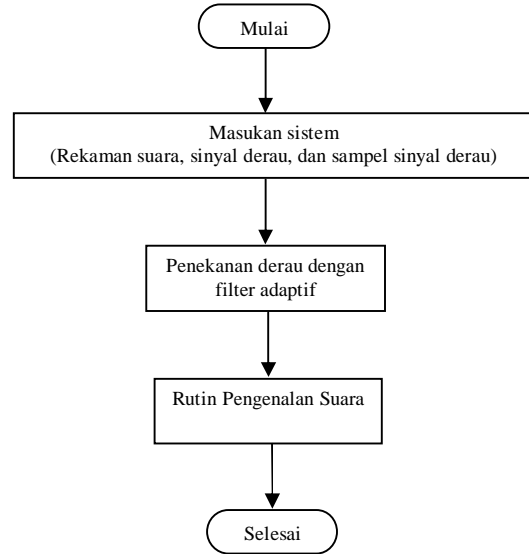 Mulai
Masukan sistem
(Rekaman suara, sinyal derau, dan sampel sinyal derau)
Penekanan derau dengan
filter adaptif
Rutin Pengenalan Suara
Selesai